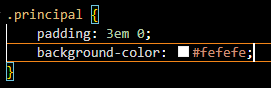 .principal {
padding: 3em 0;
background-color: #fefefe;
}